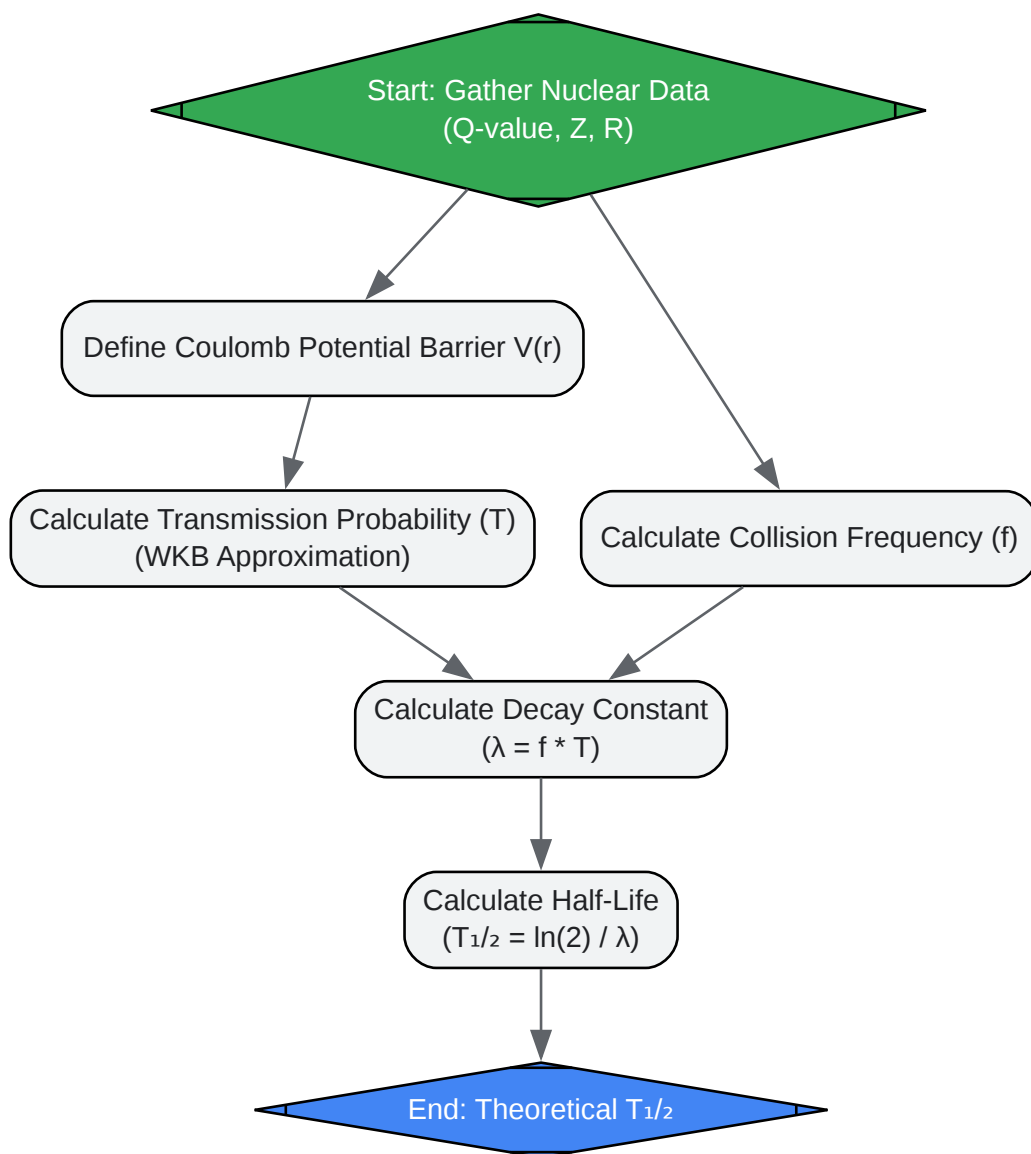 Start: Gather Nuclear Data
(Q-value, Z, R)
Define Coulomb Potential Barrier V(r)
Calculate Transmission Probability (T)
(WKB Approximation)
Calculate Collision Frequency (f)
Calculate Decay Constant
(λ = f * T)
Calculate Half-Life
(T₁/₂ = ln(2) / λ)
End: Theoretical T₁/₂